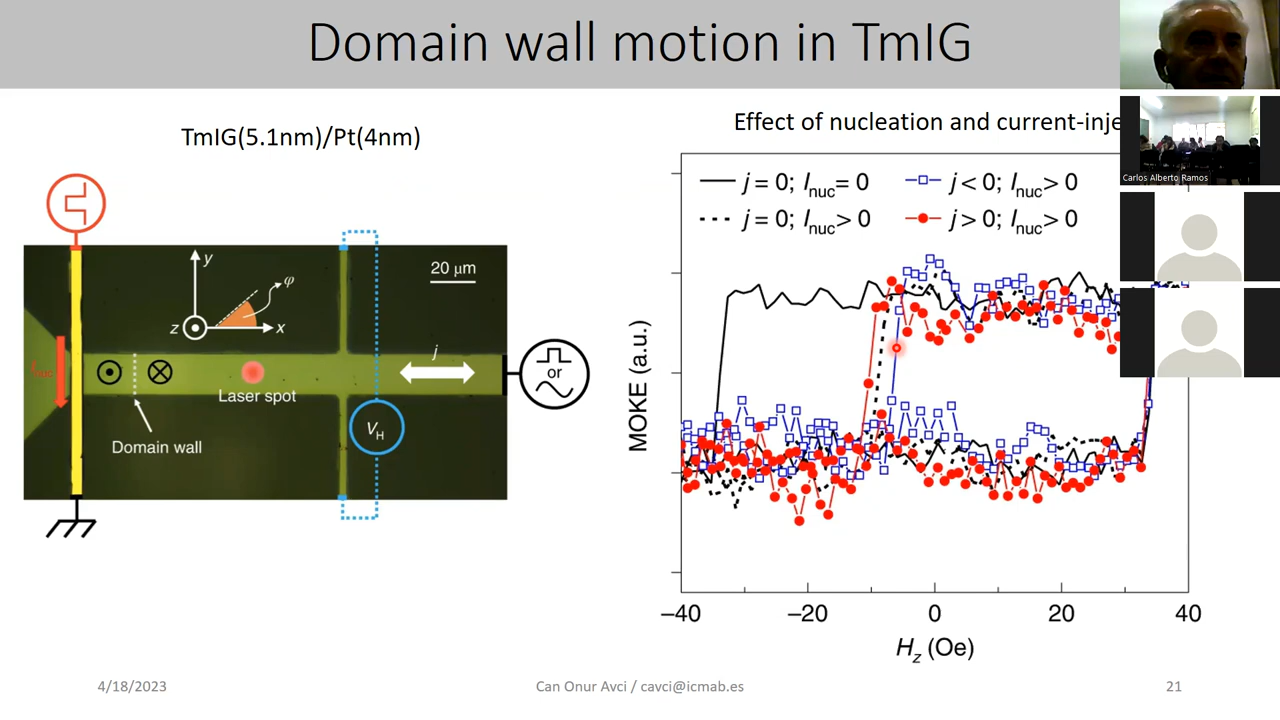 Domain wall motion in TmIG
TmIG(5.1nm)/Pt(4nm)
y
φ
z
x
20 μm
j
or
Laser spot
Domain wall
V_H
Effect of nucleation and current-inje
j = 0; I_nuc = 0
j < 0; I_nuc > 0
j = 0; I_nuc > 0
j > 0; I_nuc > 0
MOKE (a.u.)
–40
–20
0
20
40
H_z (Oe)
Carlos Alberto Ramos
4/18/2023
Can Onur Avci / cavci@icmab.es
21